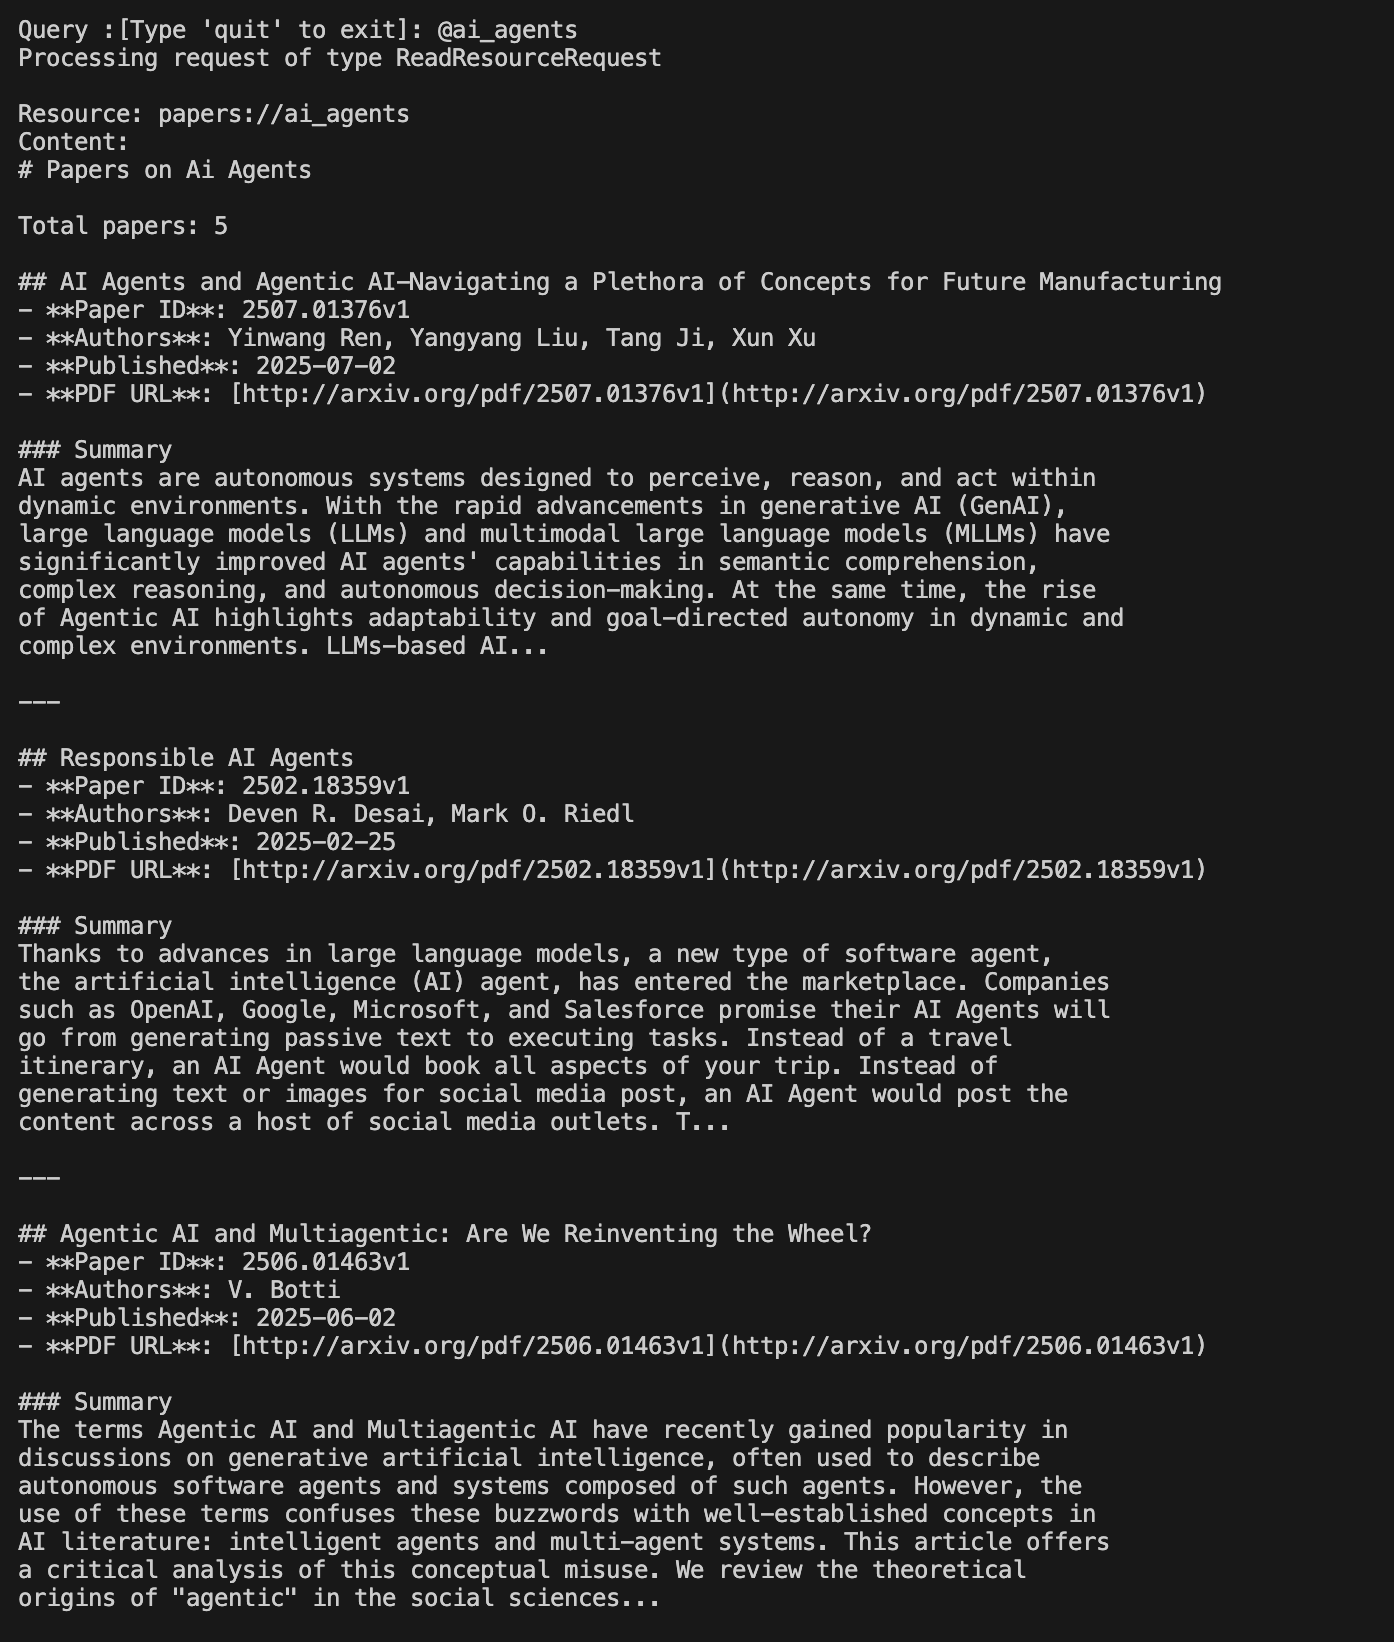 Query :[Type 'quit' to exit]: @ai_agents
Processing request of type ReadResourceRequest
Resource: papers://ai_agents
Content:
# Papers on Ai Agents
Total papers: 5
## AI Agents and Agentic AI-Navigating a Plethora of Concepts for Future Manufacturing
- **Paper ID**: 2507.01376v1
- **Authors**: Yinwang Ren, Yangyang Liu, Tang Ji, Xun Xu
- **Published**: 2025-07-02
- **PDF URL**: [http://arxiv.org/pdf/2507.01376v1](http://arxiv.org/pdf/2507.01376v1)
### Summary
AI agents are autonomous systems designed to perceive, reason, and act within
dynamic environments. With the rapid advancements in generative AI (GenAI),
large language models (LLMs) and multimodal large language models (MLLMs) have
significantly improved AI agents' capabilities in semantic comprehension,
complex reasoning, and autonomous decision-making. At the same time, the rise
of Agentic AI highlights adaptability and goal-directed autonomy in dynamic and
complex environments. LLMs-based AI...
---
## Responsible AI Agents
- **Paper ID**: 2502.18359v1
- **Authors**: Deven R. Desai, Mark O. Riedl
- **Published**: 2025-02-25
- **PDF URL**: [http://arxiv.org/pdf/2502.18359v1](http://arxiv.org/pdf/2502.18359v1)
### Summary
Thanks to advances in large language models, a new type of software agent,
the artificial intelligence (AI) agent, has entered the marketplace. Companies
such as OpenAI, Google, Microsoft, and Salesforce promise their AI Agents will
go from generating passive text to executing tasks. Instead of a travel
itinerary, an AI Agent would book all aspects of your trip. Instead of
generating text or images for social media post, an AI Agent would post the
content across a host of social media outlets. T...
---
## Agentic AI and Multiagentic: Are We Reinventing the Wheel?
- **Paper ID**: 2506.01463v1
- **Authors**: V. Botti
- **Published**: 2025-06-02
- **PDF URL**: [http://arxiv.org/pdf/2506.01463v1](http://arxiv.org/pdf/2506.01463v1)
### Summary
The terms Agentic AI and Multiagentic AI have recently gained popularity in
discussions on generative artificial intelligence, often used to describe
autonomous software agents and systems composed of such agents. However, the
use of these terms confuses these buzzwords with well-established concepts in
AI literature: intelligent agents and multi-agent systems. This article offers
a critical analysis of this conceptual misuse. We review the theoretical
origins of "agentic" in the social sciences...